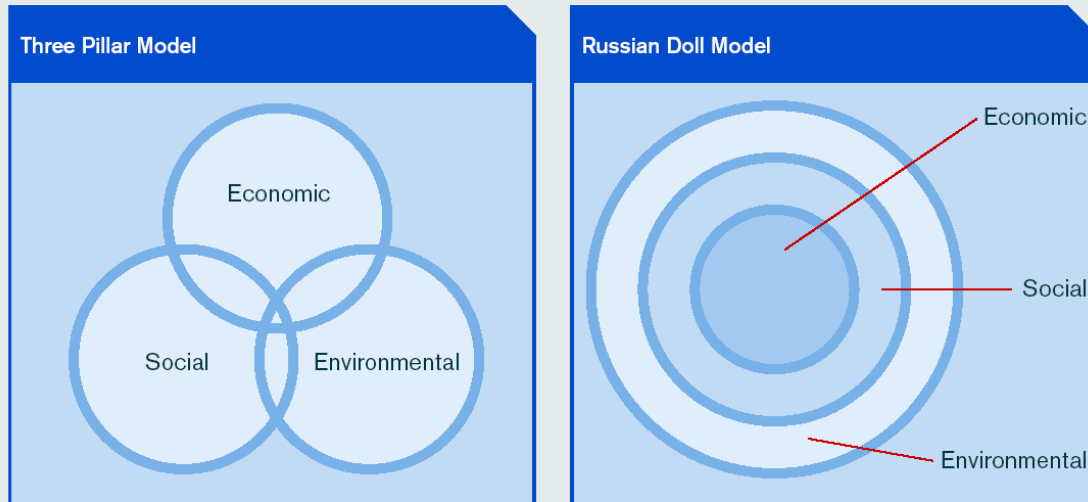 Three Pillar Model
Economic
Social
Environmental
Russian Doll Model
Economic
Social
Environmental